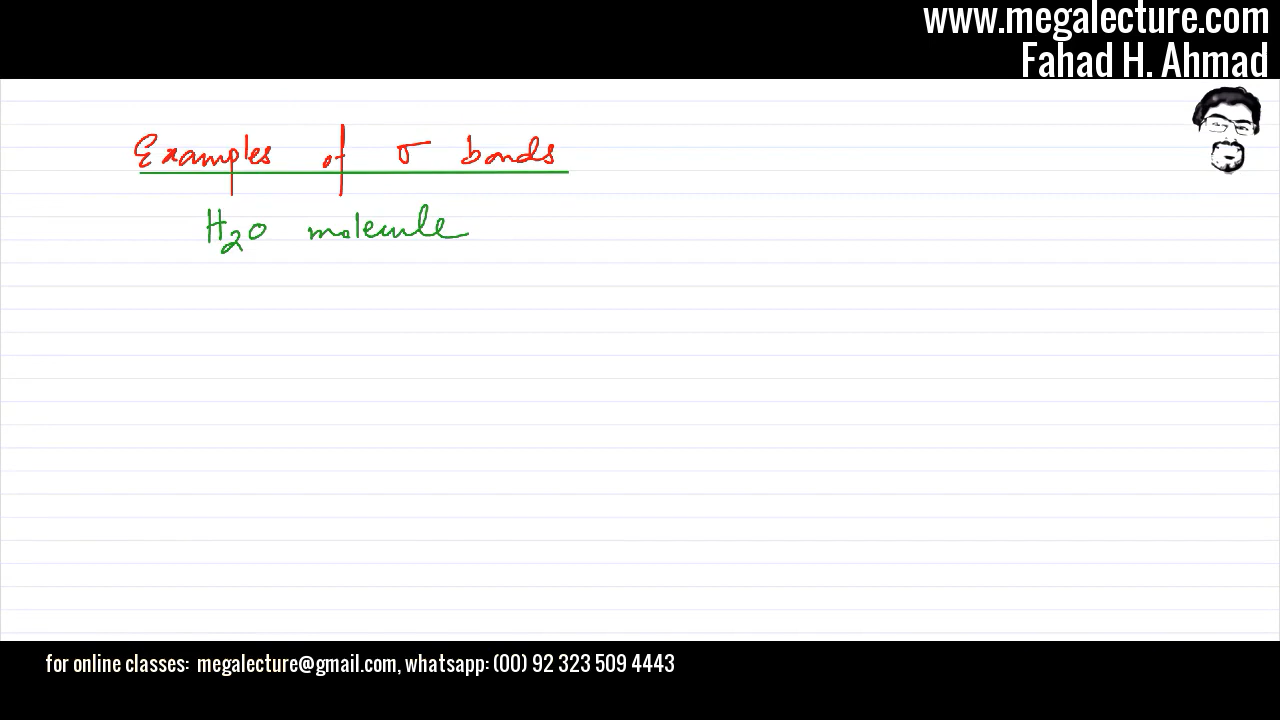 www.megalecture.com
Fahad H. Ahmad
Examples of σ bonds
H₂O molecule
for online classes: megalecture@gmail.com, whatsapp: (00) 92 323 509 4443